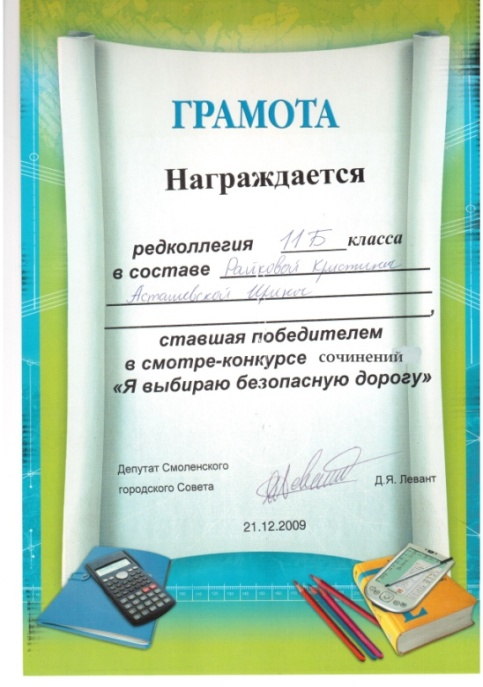 ГРАМОТА
Награждается
редколлегия 11Б класса
в составе Райковой Кристины
Асташевской Ирины
ставшая победителем
в смотре-конкурсе сочинений
«Я выбираю безопасную дорогу»
Депутат Смоленского
городского Совета Д.Я. Левант
21.12.2009